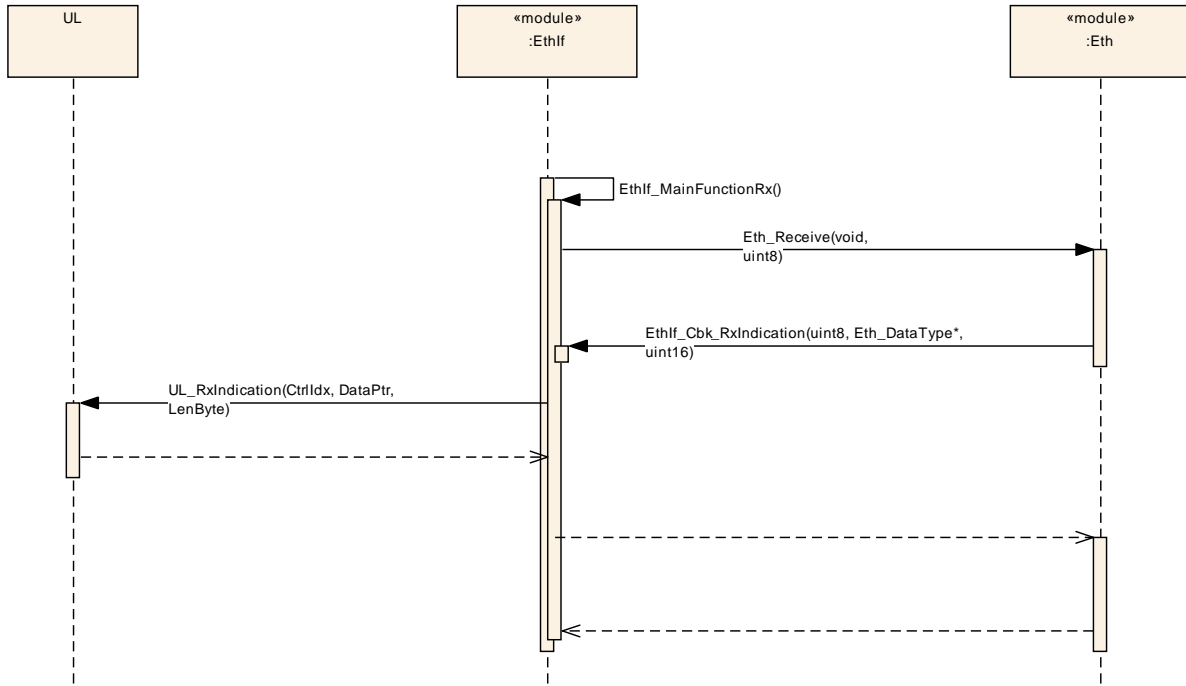 UL
«module»
:EthIf
«module»
:Eth
EthIf_MainFunctionRx()
Eth_Receive(void,
uint8)
EthIf_Cbk_RxIndication(uint8, Eth_DataType*,
uint16)
UL_RxIndication(CtrlIdx, DataPtr,
LenByte)